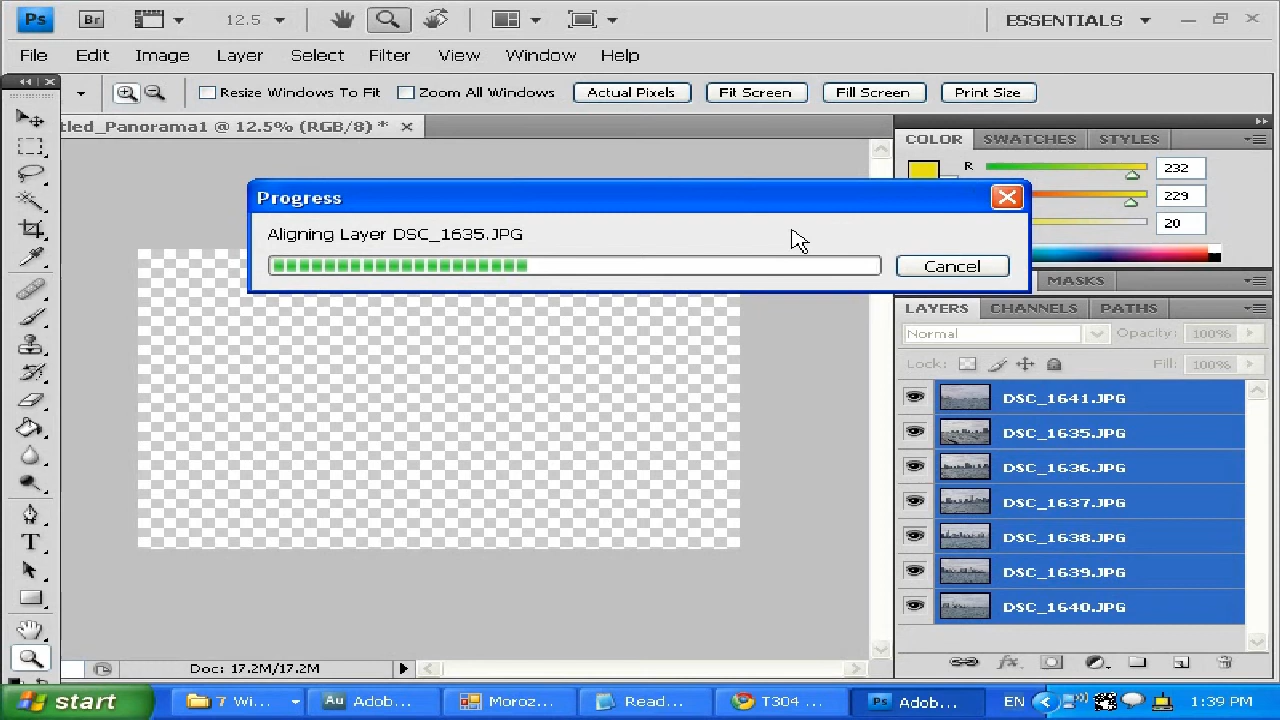 Ps Br 12.5 ESSENTIALS
File Edit Image Layer Select Filter View Window Help
Resize Windows To Fit Zoom All Windows Actual Pixels Fit Screen Fill Screen Print Size
tled_Panorama1 @ 12.5% (RGB/8) *
COLOR SWATCHES STYLES
R 232
229
20
Progress
Aligning Layer DSC_1635.JPG
Cancel
MASKS
LAYERS CHANNELS PATHS
Normal Opacity: 100%
Lock: Fill: 100%
DSC_1641.JPG
DSC_1635.JPG
DSC_1636.JPG
DSC_1637.JPG
DSC_1638.JPG
DSC_1639.JPG
DSC_1640.JPG
T
fx
Doc: 17.2M/17.2M
start 7 Wi... Au Adob... Moroz... Read... T304 ... Ps Adob... EN 1:39 PM